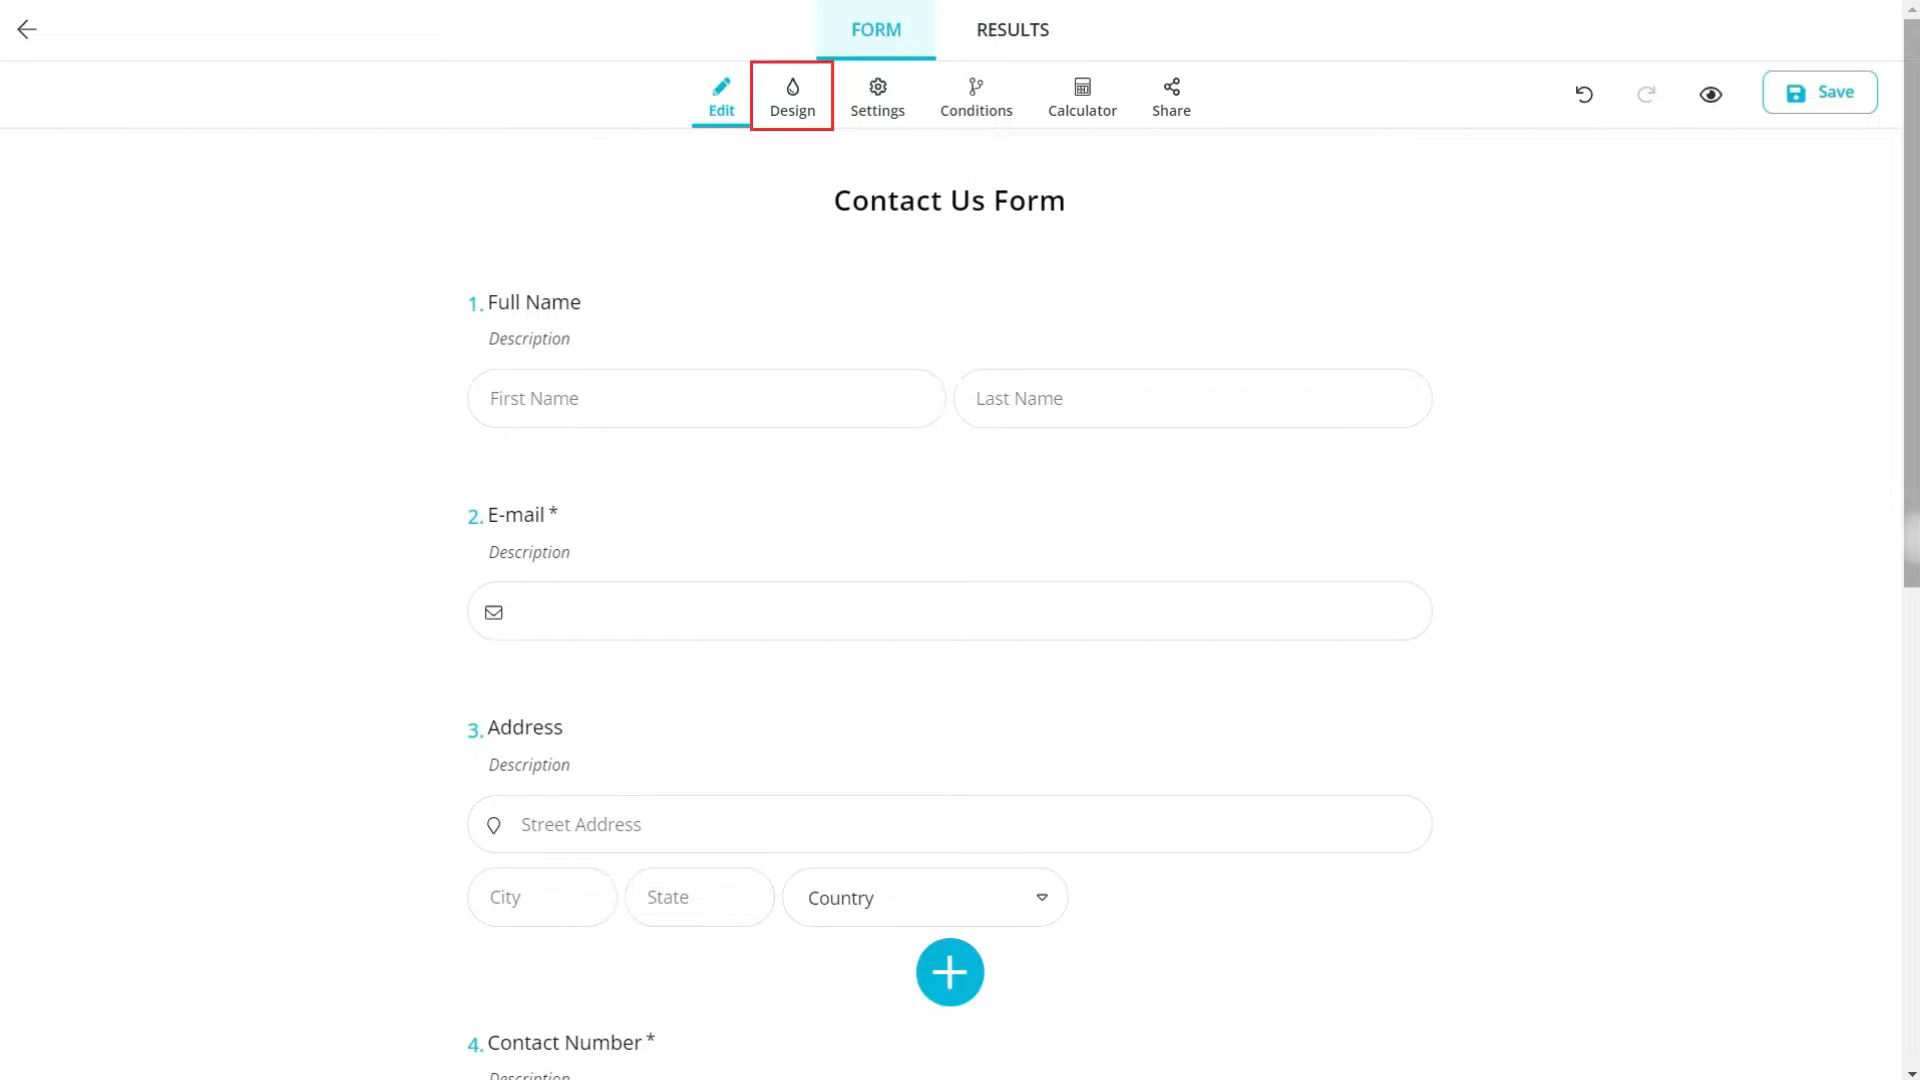 FORM RESULTS
Edit Design Settings Conditions Calculator Share Save
Contact Us Form
1. Full Name
Description
First Name Last Name
2. E-mail *
Description
3. Address
Description
Street Address
City State Country
4. Contact Number *
Description